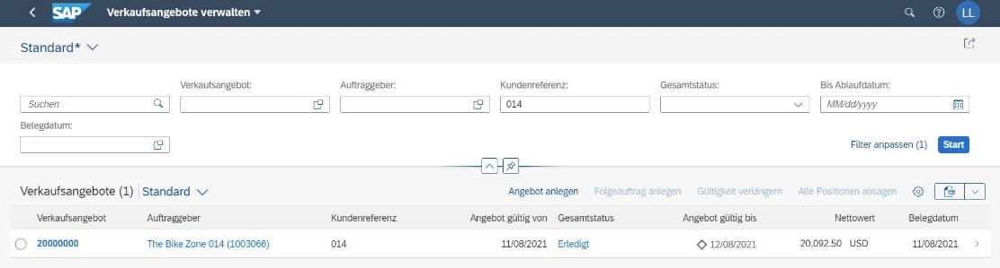 SAP Verkaufsangebote verwalten LL
Standard*
Verkaufsangebot: Auftraggeber: Kundenreferenz: Gesamtstatus: Bis Ablaufdatum:
Suchen 014 MM/dd/yyyy
Belegdatum:
Filter anpassen (1) Start
Verkaufsangebote (1) Standard Angebot anlegen Folgeauftrag anlegen Gültigkeit verlängern Alle Positionen absagen
Verkaufsangebot Auftraggeber Kundenreferenz Angebot gültig von Gesamtstatus Angebot gültig bis Nettowert Belegdatum
20000000 The Bike Zone 014 (1003066) 014 11/08/2021 Erledigt 12/08/2021 20,092.50 USD 11/08/2021